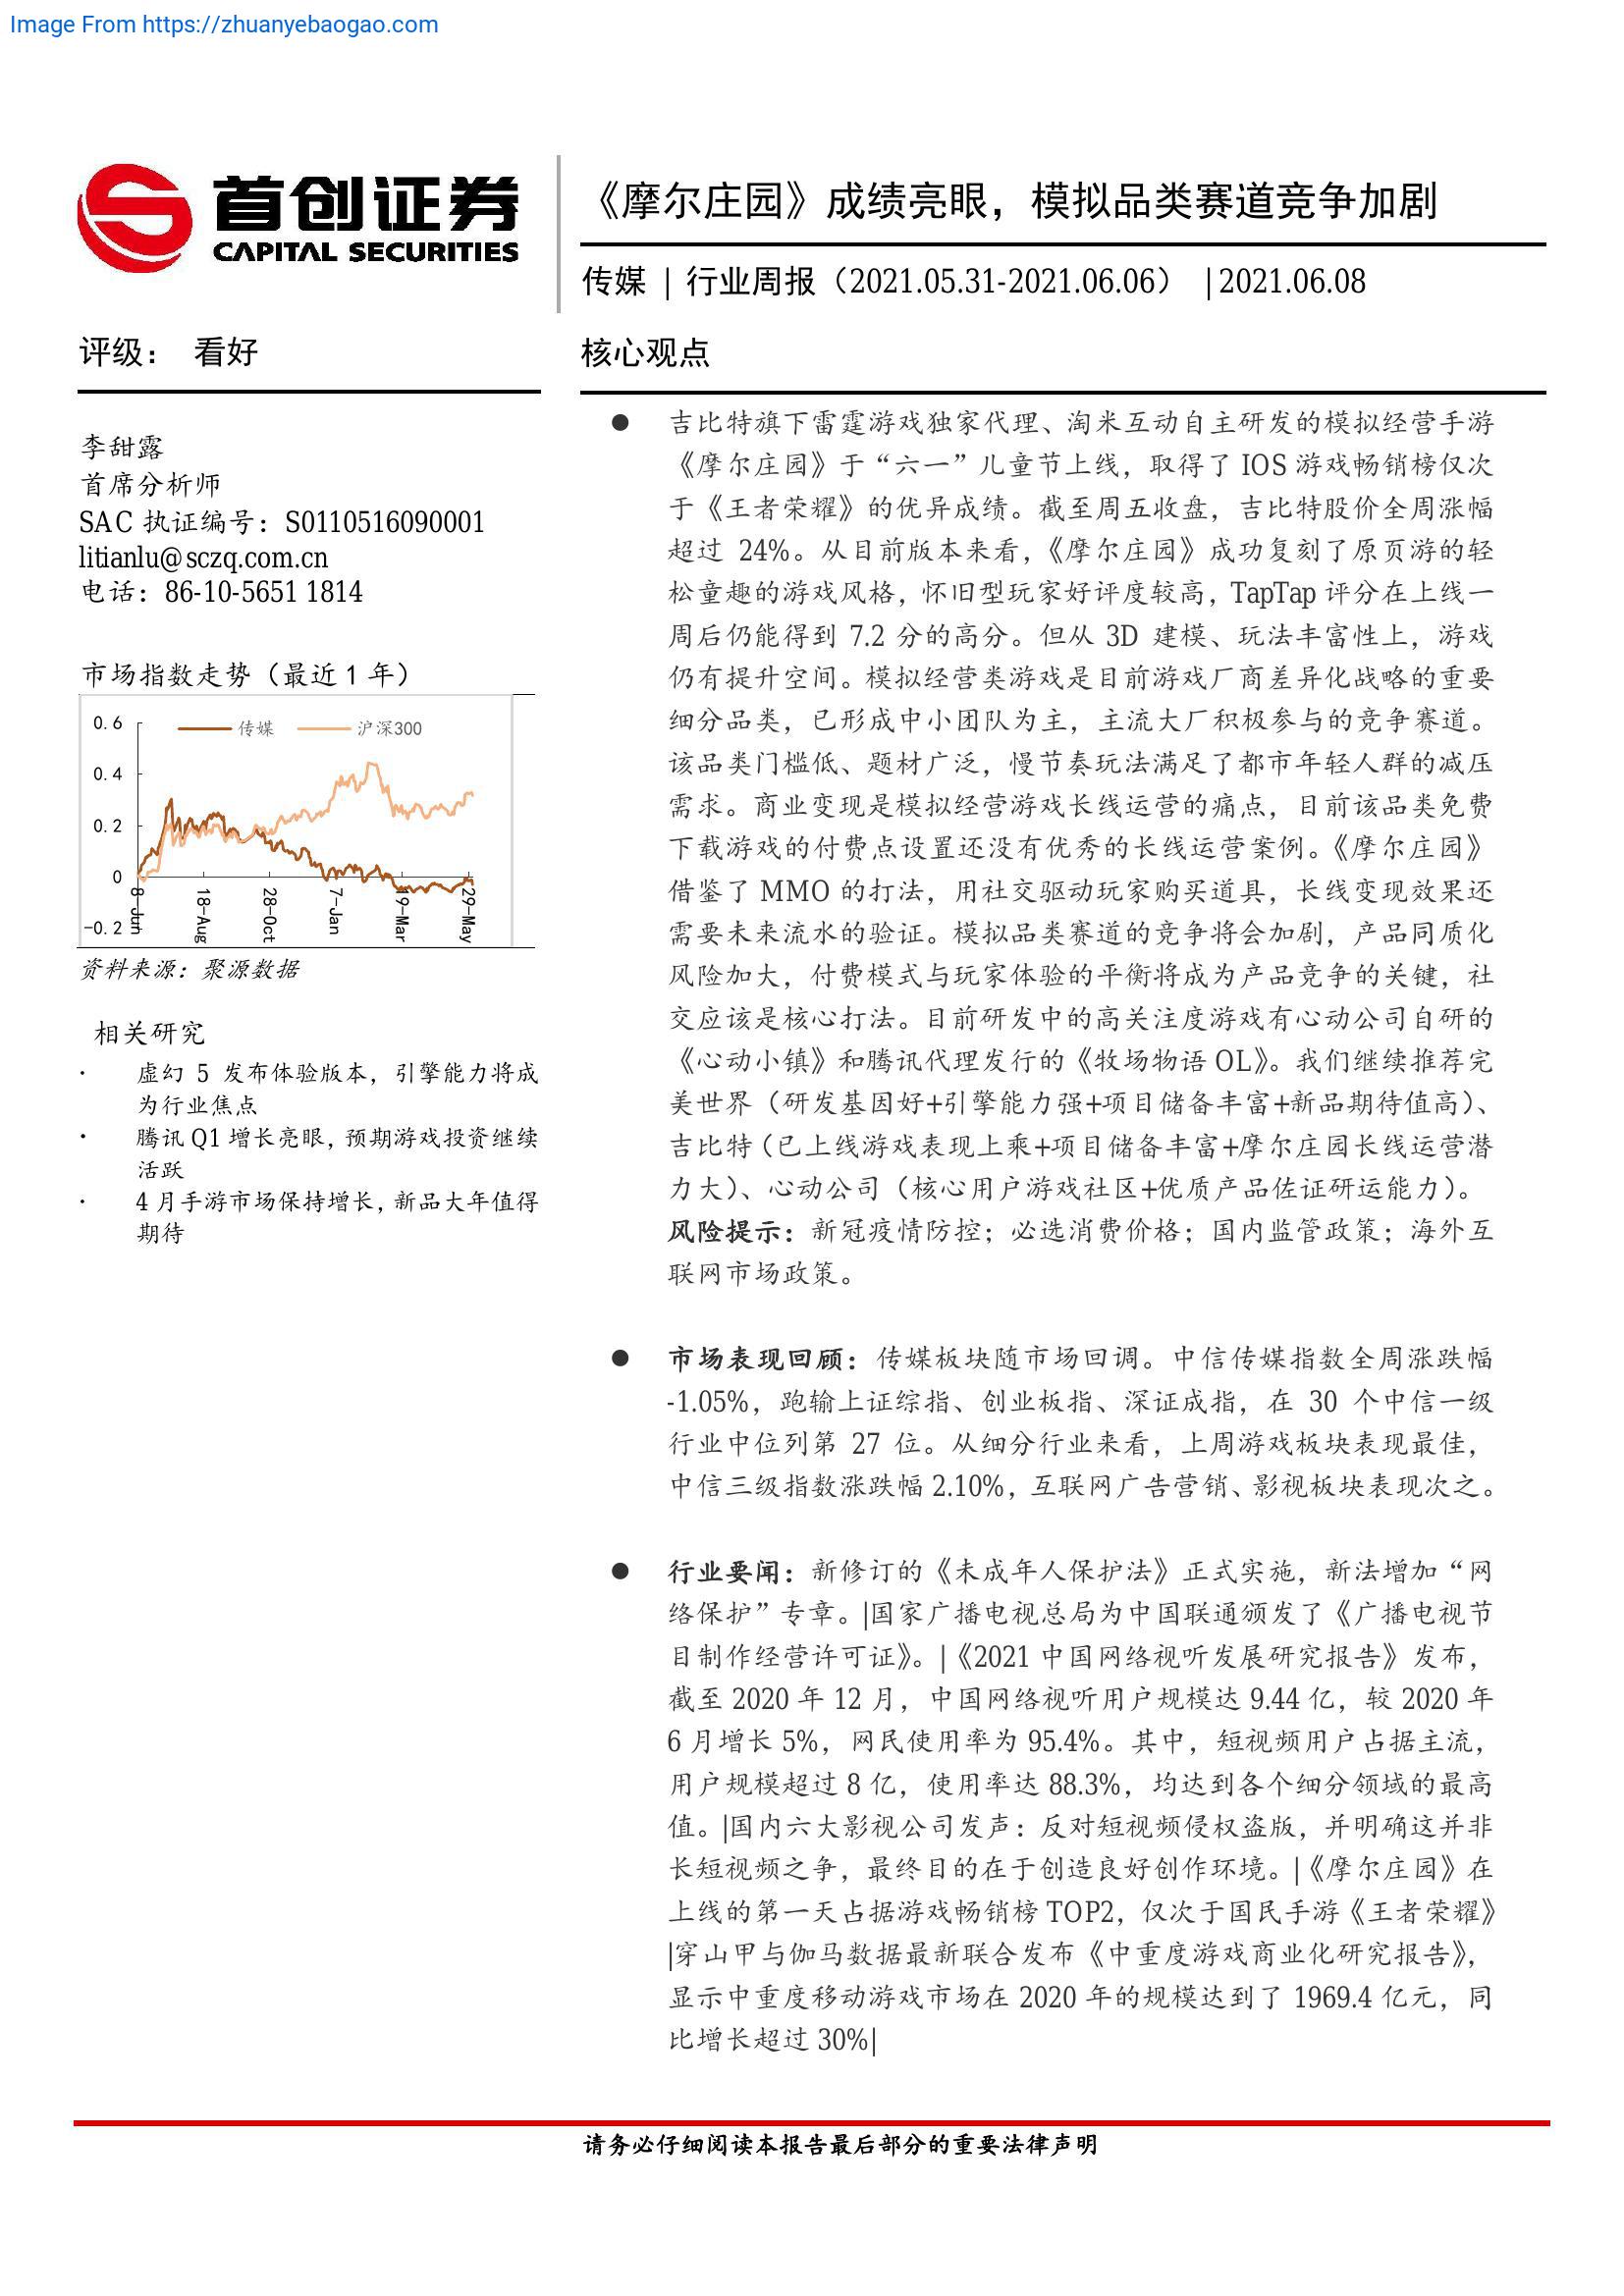 Image From https://zhuanyebaogao.com
首创证券
CAPITAL SECURITIES
《摩尔庄园》成绩亮眼，模拟品类赛道竞争加剧
传媒 | 行业周报（2021.05.31-2021.06.06） | 2021.06.08
评级： 看好
李甜露
首席分析师
SAC 执证编号：S0110516090001
litianlu@sczq.com.cn
电话：86-10-5651 1814
市场指数走势（最近 1 年）
传媒 沪深300
0.6
0.4
0.2
0
-0.2
8-Jun 18-Aug 28-Oct 7-Jan 19-Mar 29-May
资料来源：聚源数据
相关研究
· 虚幻 5 发布体验版本，引擎能力将成
为行业焦点
· 腾讯 Q1 增长亮眼，预期游戏投资继续
活跃
· 4 月手游市场保持增长，新品大年值得
期待
核心观点
● 吉比特旗下雷霆游戏独家代理、淘米互动自主研发的模拟经营手游
《摩尔庄园》于“六一”儿童节上线，取得了 IOS 游戏畅销榜仅次
于《王者荣耀》的优异成绩。截至周五收盘，吉比特股价全周涨幅
超过 24%。从目前版本来看，《摩尔庄园》成功复刻了原页游的轻
松童趣的游戏风格，怀旧型玩家好评度较高，TapTap 评分在上线一
周后仍能得到 7.2 分的高分。但从 3D 建模、玩法丰富性上，游戏
仍有提升空间。模拟经营类游戏是目前游戏厂商差异化战略的重要
细分品类，已形成中小团队为主，主流大厂积极参与的竞争赛道。
该品类门槛低、题材广泛，慢节奏玩法满足了都市年轻人群的减压
需求。商业变现是模拟经营游戏长线运营的痛点，目前该品类免费
下载游戏的付费点设置还没有优秀的长线运营案例。《摩尔庄园》
借鉴了 MMO 的打法，用社交驱动玩家购买道具，长线变现效果还
需要未来流水的验证。模拟品类赛道的竞争将会加剧，产品同质化
风险加大，付费模式与玩家体验的平衡将成为产品竞争的关键，社
交应该是核心打法。目前研发中的高关注度游戏有心动公司自研的
《心动小镇》和腾讯代理发行的《牧场物语 OL》。我们继续推荐完
美世界（研发基因好+引擎能力强+项目储备丰富+新品期待值高）、
吉比特（已上线游戏表现上乘+项目储备丰富+摩尔庄园长线运营潜
力大）、心动公司（核心用户游戏社区+优质产品佐证研运能力）。
风险提示：新冠疫情防控；必选消费价格；国内监管政策；海外互
联网市场政策。
● 市场表现回顾：传媒板块随市场回调。中信传媒指数全周涨跌幅
-1.05%，跑输上证综指、创业板指、深证成指，在 30 个中信一级
行业中位列第 27 位。从细分行业来看，上周游戏板块表现最佳，
中信三级指数涨跌幅 2.10%，互联网广告营销、影视板块表现次之。
● 行业要闻：新修订的《未成年人保护法》正式实施，新法增加“网
络保护”专章。|国家广播电视总局为中国联通颁发了《广播电视节
目制作经营许可证》。|《2021 中国网络视听发展研究报告》发布，
截至 2020 年 12 月，中国网络视听用户规模达 9.44 亿，较 2020 年
6 月增长 5%，网民使用率为 95.4%。其中，短视频用户占据主流，
用户规模超过 8 亿，使用率达 88.3%，均达到各个细分领域的最高
值。|国内六大影视公司发声：反对短视频侵权盗版，并明确这并非
长短视频之争，最终目的在于创造良好创作环境。|《摩尔庄园》在
上线的第一天占据游戏畅销榜 TOP2，仅次于国民手游《王者荣耀》
|穿山甲与伽马数据最新联合发布《中重度游戏商业化研究报告》，
显示中重度移动游戏市场在 2020 年的规模达到了 1969.4 亿元，同
比增长超过 30%|
请务必仔细阅读本报告最后部分的重要法律声明